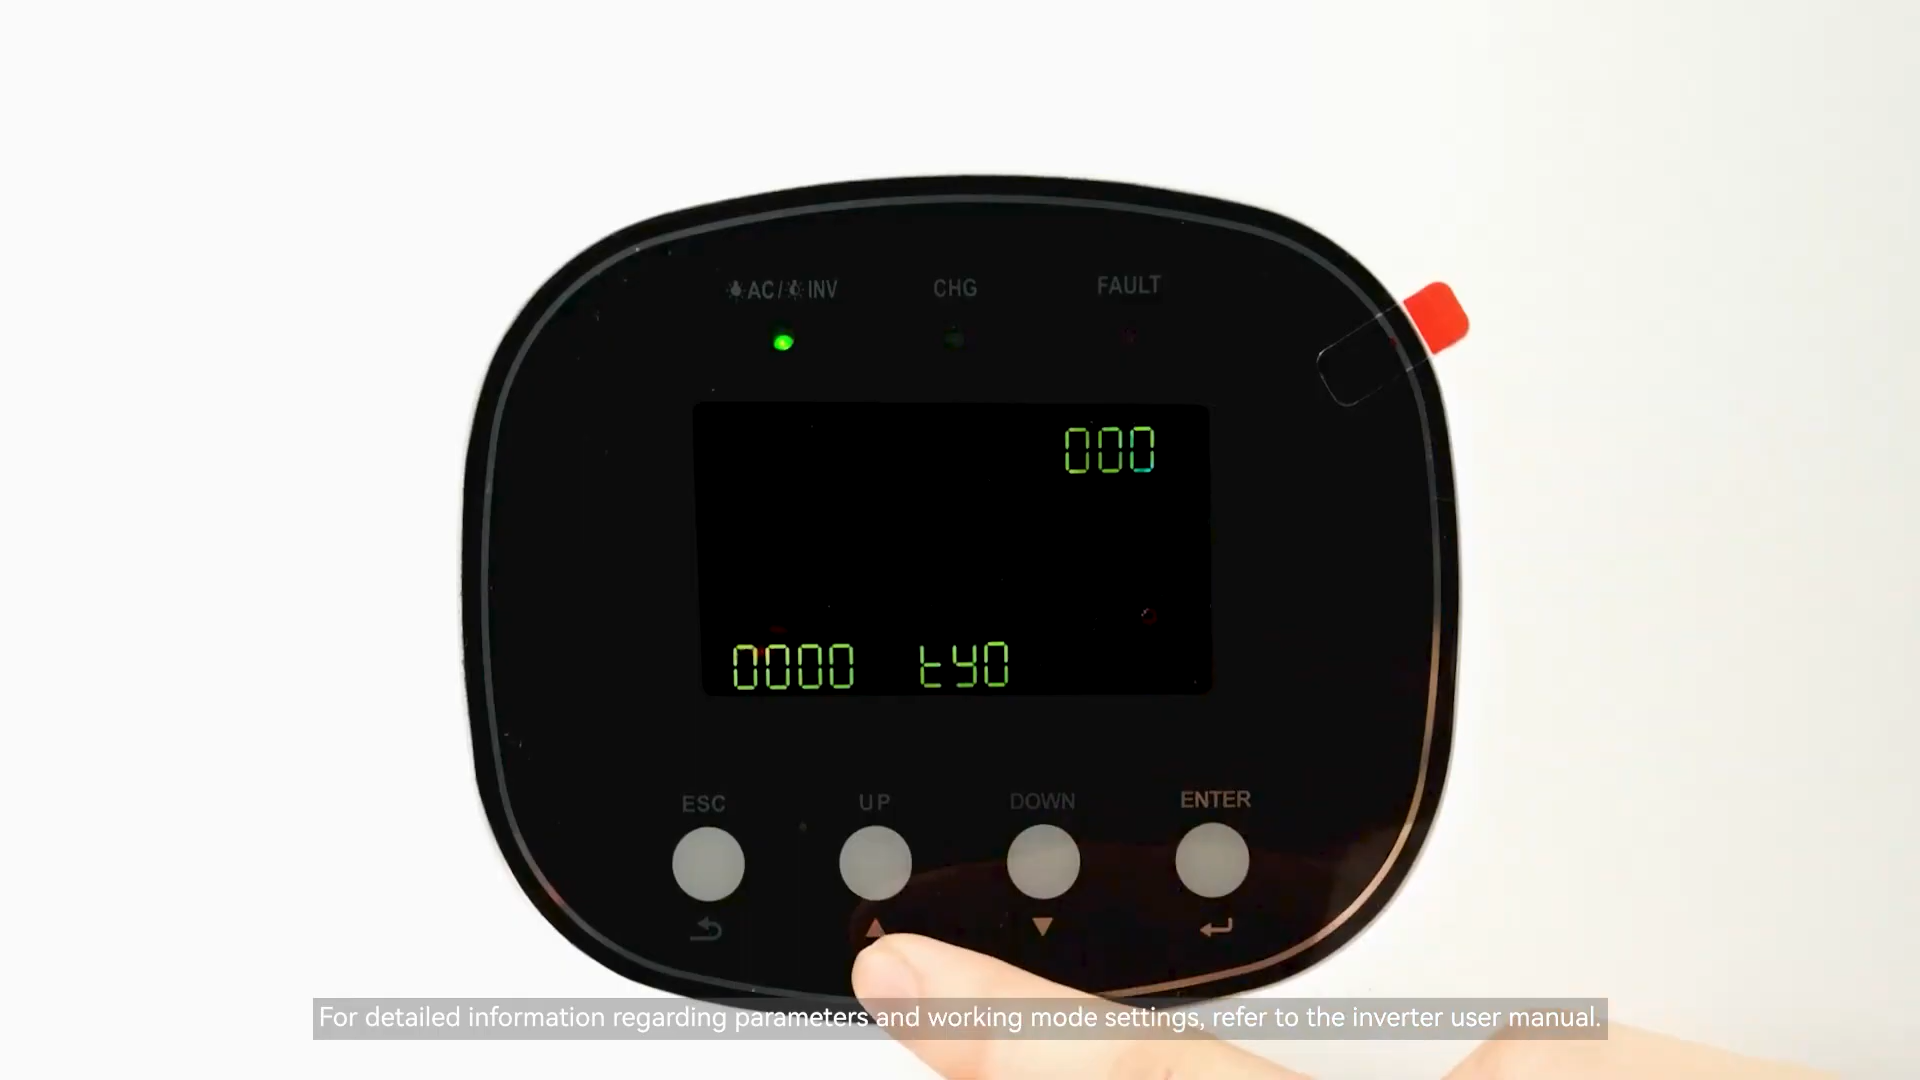 AC/ INV CHG FAULT
000
0000 ty0
ESC UP DOWN ENTER
For detailed information regarding parameters and working mode settings, refer to the inverter user manual.